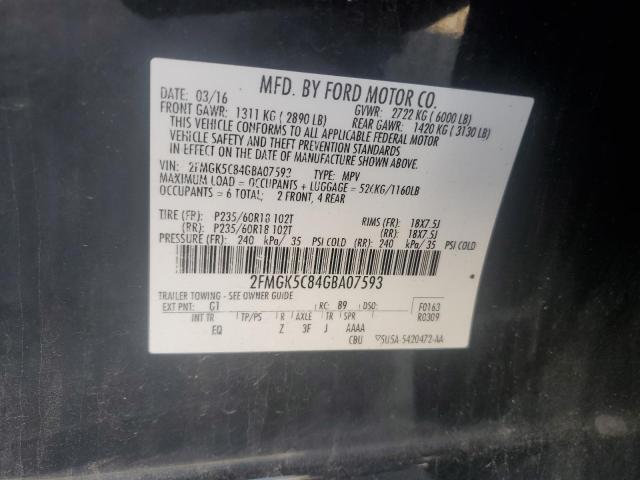 MFD. BY FORD MOTOR CO.
DATE: 03/16 GVWR: 2722 KG ( 6000 LB)
FRONT GAWR: 1311 KG ( 2890 LB) REAR GAWR: 1420 KG ( 3130 LB)
THIS VEHICLE CONFORMS TO ALL APPLICABLE FEDERAL MOTOR
VEHICLE SAFETY AND THEFT PREVENTION STANDARDS
IN EFFECT ON THE DATE OF MANUFACTURE SHOWN ABOVE.
VIN: 2FMGK5C84GBA07593 TYPE: MPV
MAXIMUM LOAD = OCCUPANTS + LUGGAGE = 526KG/1160LB
OCCUPANTS = 6 TOTAL; 2 FRONT, 4 REAR
TIRE (FR): P235/60R18 102T RIMS (FR): 18X7.5J
(RR): P235/60R18 102T (RR): 18X7.5J
PRESSURE (FR): 240 kPa/ 35 PSI COLD (RR): 240 kPa/ 35 PSI COLD
2FMGK5C84GBA07593
TRAILER TOWING - SEE OWNER GUIDE
EXT PNT: G1 RC: 89 DSO: F0163
INT TR TP/PS R AXLE TR SPR R0309
EQ Z 3F J AAAA
CBU 5U5A-5420472-AA